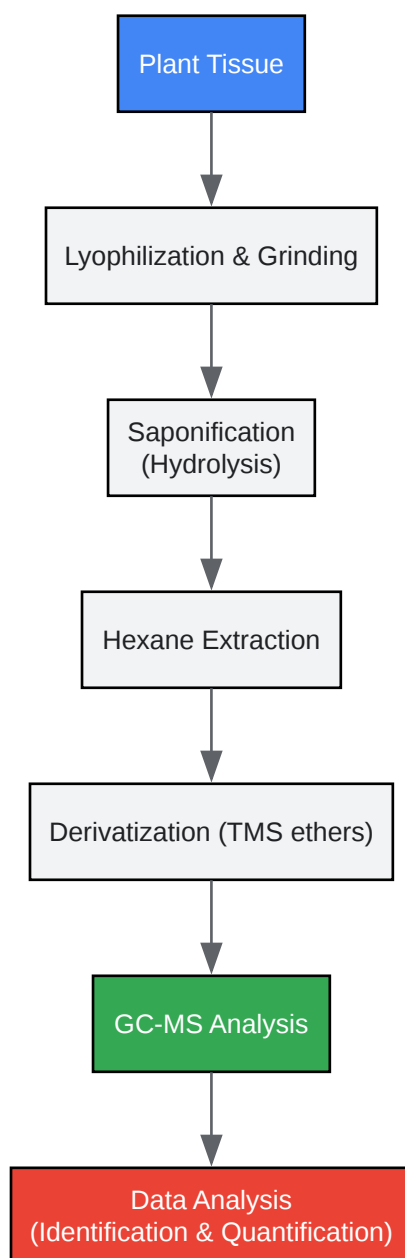 Plant Tissue
Lyophilization & Grinding
Saponification
(Hydrolysis)
Hexane Extraction
Derivatization (TMS ethers)
GC-MS Analysis
Data Analysis
(Identification & Quantification)